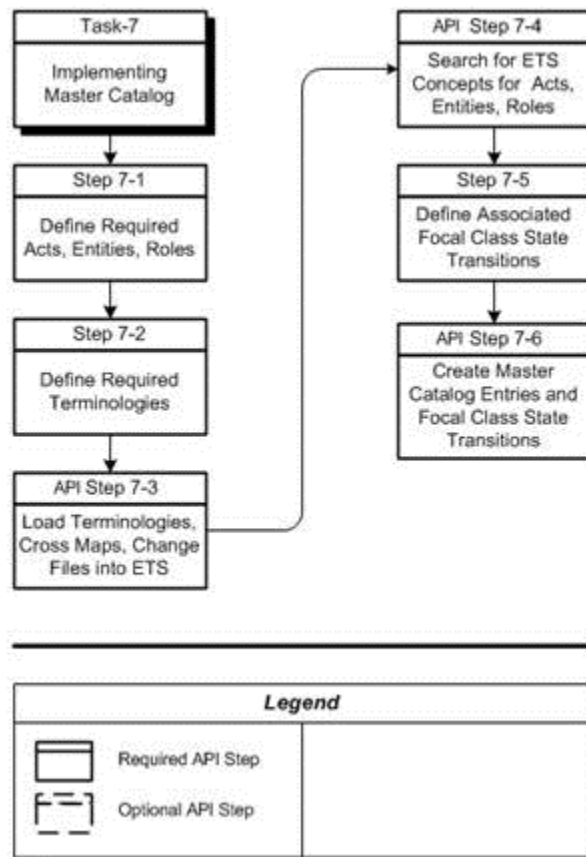 Task-7
Implementing
Master Catalog
Step 7-1
Define Required
Acts, Entities, Roles
Step 7-2
Define Required
Terminologies
API Step 7-3
Load Terminologies,
Cross Maps, Change
Files into ETS
API Step 7-4
Search for ETS
Concepts for Acts,
Entities, Roles
Step 7-5
Define Associated
Focal Class State
Transitions
API Step 7-6
Create Master
Catalog Entries and
Focal Class State
Transitions
Legend
Required API Step
Optional API Step